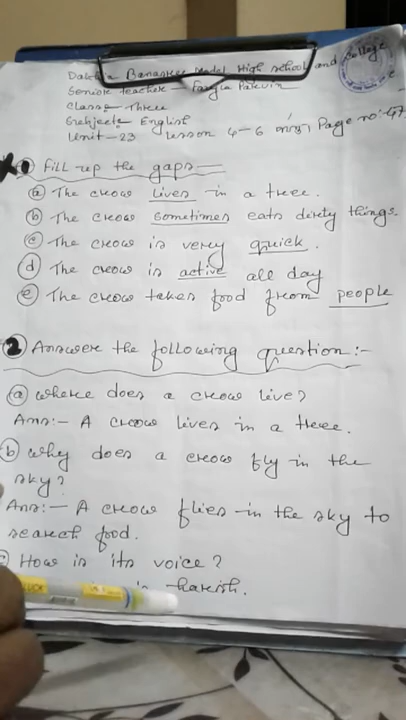 Banasree Model High school and College
Senior teacher — Parvin
Class — Three
Subject — English
Unit-23 Lesson 4-6 Page no:-47
1 Fill up the gaps —
(a) The crow lives in a tree.
(b) The crow sometimes eats dirty things.
(c) The crow is very quick.
(d) The crow is active all day
(e) The crow takes food from people
2 Answer the following question:-
(a) where does a crow live?
Ans:- A crow lives in a tree.
(b) why does a crow fly in the
sky?
Ans:- A crow flies in the sky to
search food.
How is its voice?
is harish.